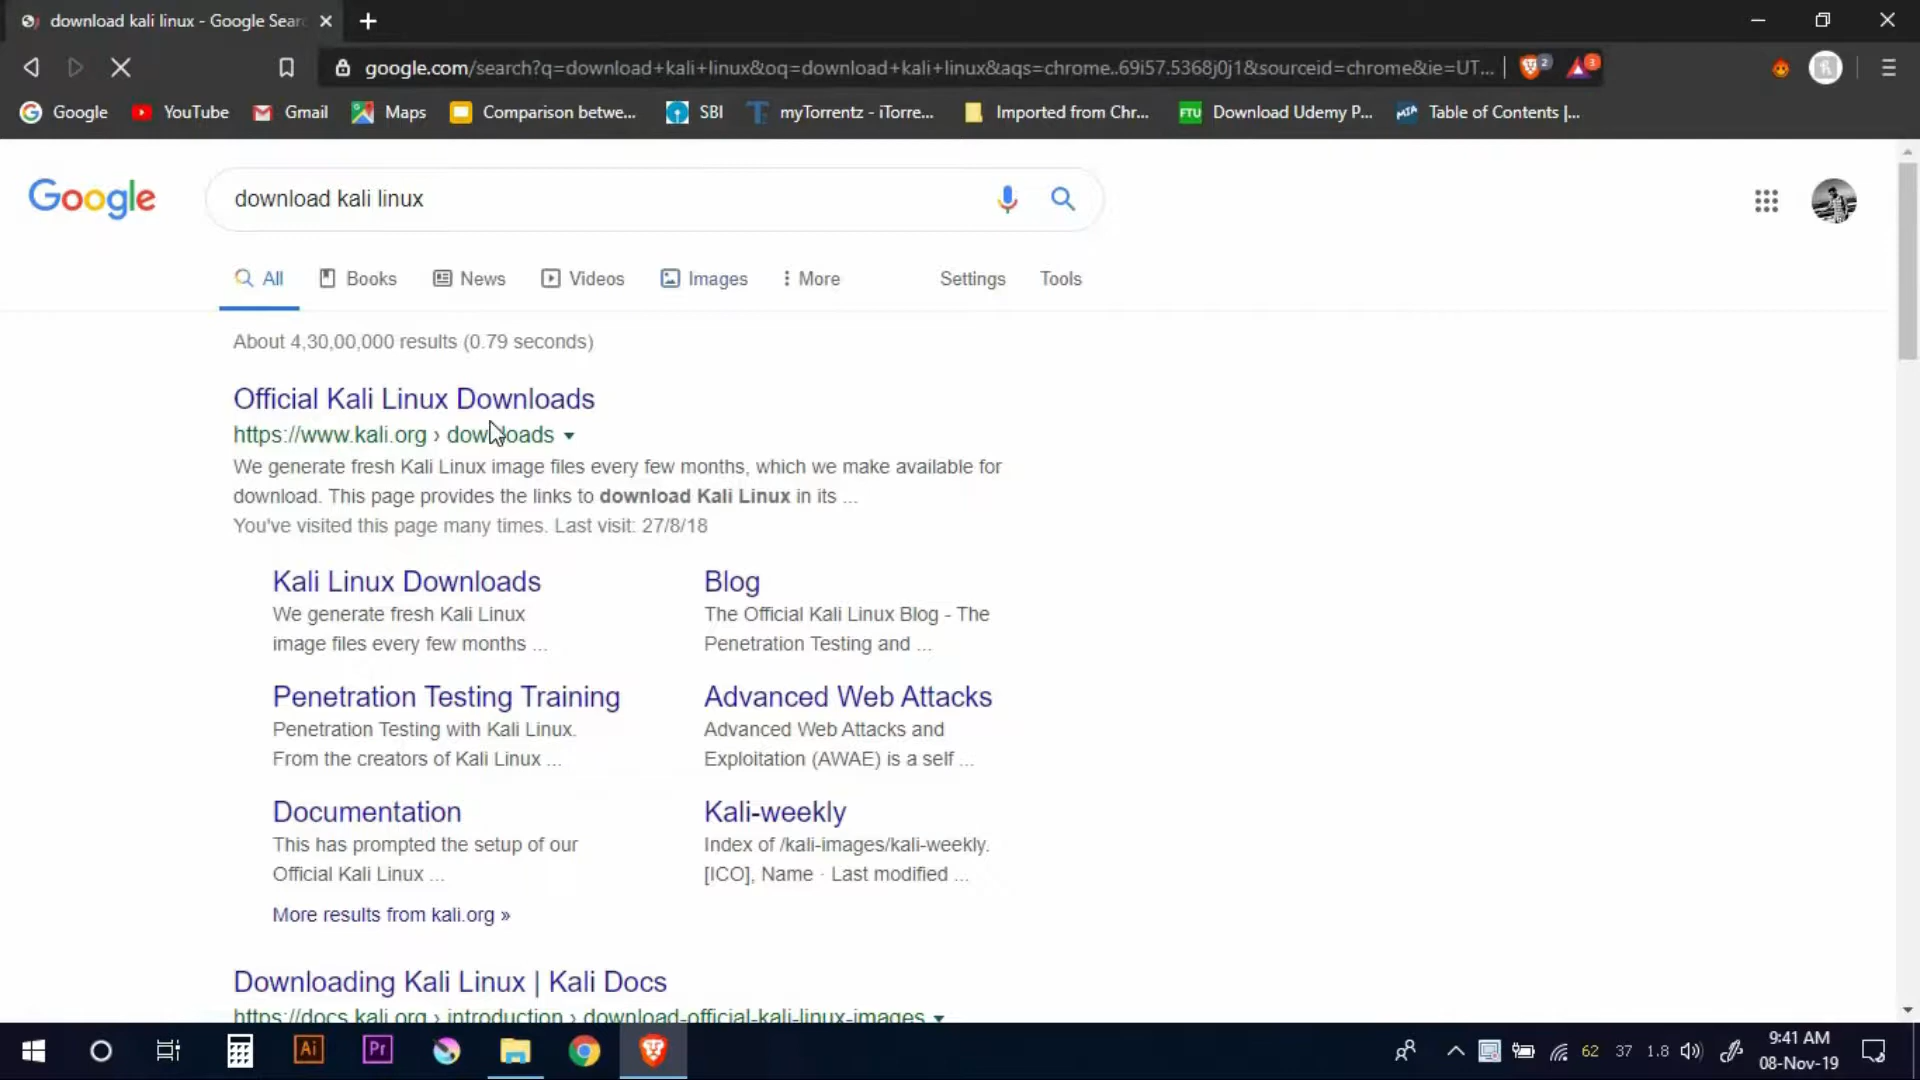 download kali linux - Google Sear
google.com/search?q=download+kali+linux&oq=download+kali+linux&aqs=chrome..69i57.5368j0j1&sourceid=chrome&ie=UT...
2
3
Google YouTube Gmail Maps Comparison betwe... SBI myTorrentz - iTorre... Imported from Chr... FTU Download Udemy P... Table of Contents |...
Google
download kali linux
All Books News Videos Images More Settings Tools
About 4,30,00,000 results (0.79 seconds)
Official Kali Linux Downloads
https://www.kali.org › downloads
We generate fresh Kali Linux image files every few months, which we make available for
download. This page provides the links to download Kali Linux in its ...
You've visited this page many times. Last visit: 27/8/18
Kali Linux Downloads
We generate fresh Kali Linux
image files every few months ...
Blog
The Official Kali Linux Blog - The
Penetration Testing and ...
Penetration Testing Training
Penetration Testing with Kali Linux.
From the creators of Kali Linux ...
Advanced Web Attacks
Advanced Web Attacks and
Exploitation (AWAE) is a self ...
Documentation
This has prompted the setup of our
Official Kali Linux ...
Kali-weekly
Index of /kali-images/kali-weekly.
[ICO], Name · Last modified ...
More results from kali.org »
Downloading Kali Linux | Kali Docs
https://docs.kali.org › introduction › download-official-kali-linux-images
Ai Pr 62 37 1.8 9:41 AM
08-Nov-19